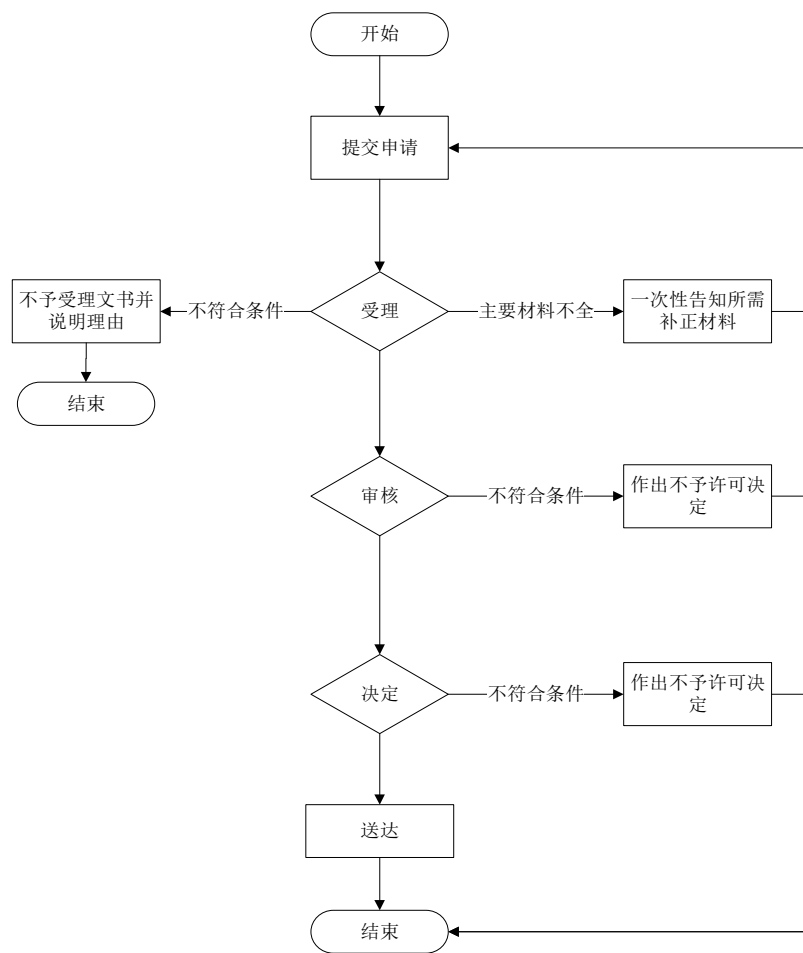 开始
提交申请
不予受理文书并
说明理由
不符合条件
受理
主要材料不全
一次性告知所需
补正材料
结束
审核
不符合条件
作出不予许可决
定
决定
不符合条件
作出不予许可决
定
送达
结束